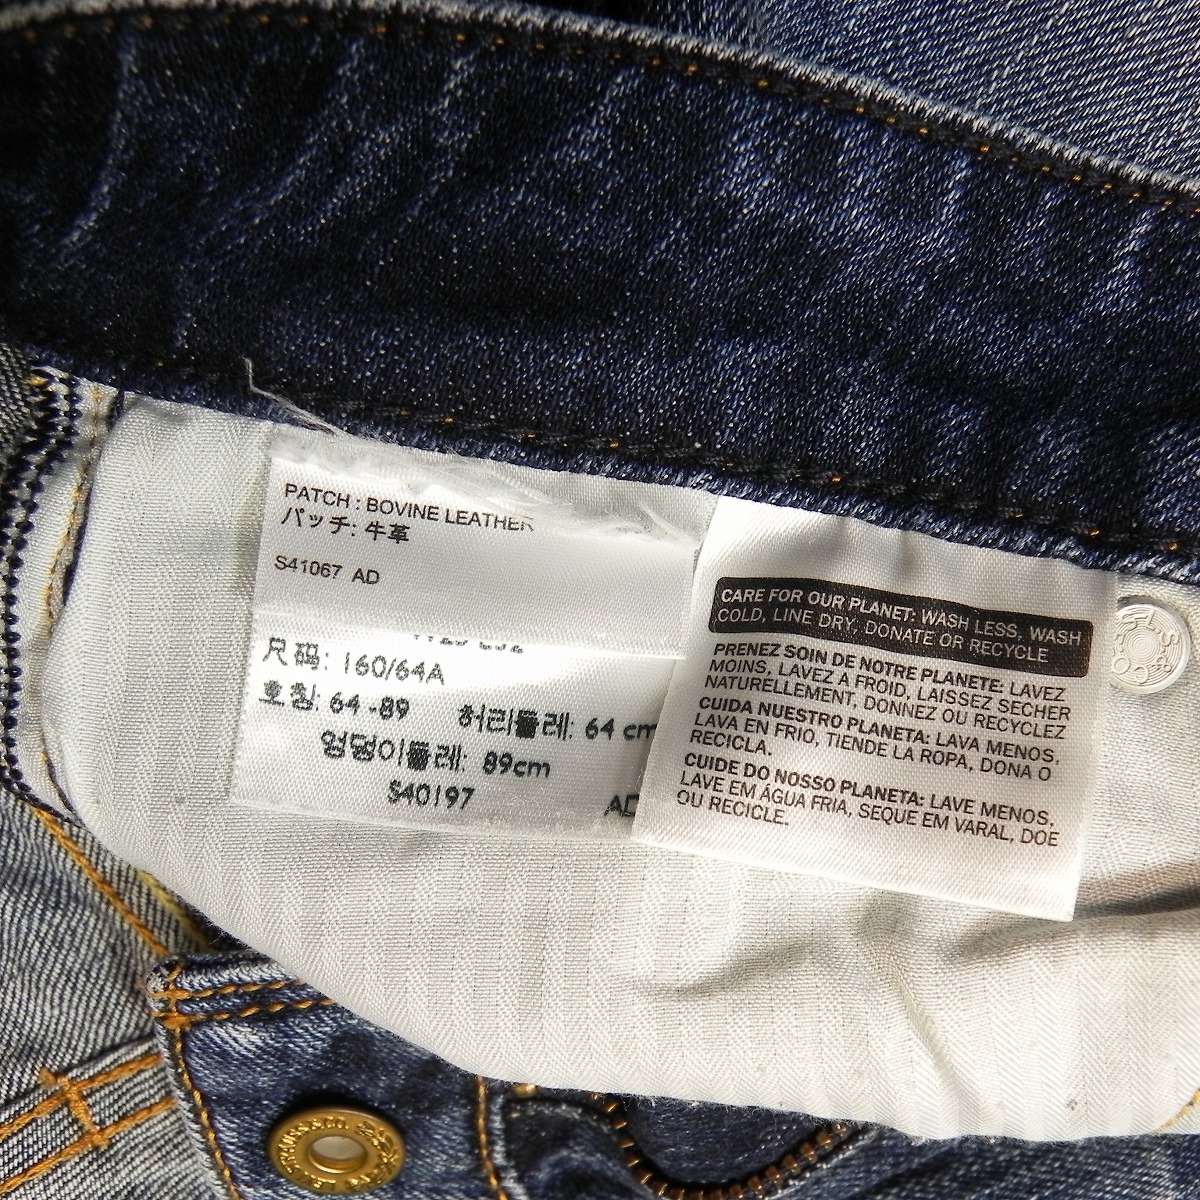 PATCH : BOVINE LEATHER
パッチ: 牛革
S41067 AD
尺码: 160/64A
호칭: 64-89 허리둘레: 64 cm
엉덩이둘레: 89cm
S40197 AD
CARE FOR OUR PLANET: WASH LESS, WASH
COLD, LINE DRY, DONATE OR RECYCLE
PRENEZ SOIN DE NOTRE PLANETE: LAVEZ
MOINS, LAVEZ A FROID, LAISSEZ SECHER
NATURELLEMENT, DONNEZ OU RECYCLEZ
CUIDA NUESTRO PLANETA: LAVA MENOS,
LAVA EN FRIO, TIENDE LA ROPA, DONA O
RECICLA.
CUIDE DO NOSSO PLANETA: LAVE MENOS,
LAVE EM ÁGUA FRIA, SEQUE EM VARAL, DOE
OU RECICLE.